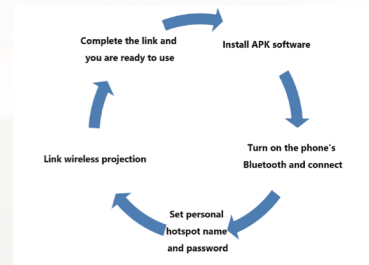 Complete the link and
you are ready to use
Install APK software
Turn on the phone's
Bluetooth and connect
Set personal
hotspot name
and password
Link wireless projection